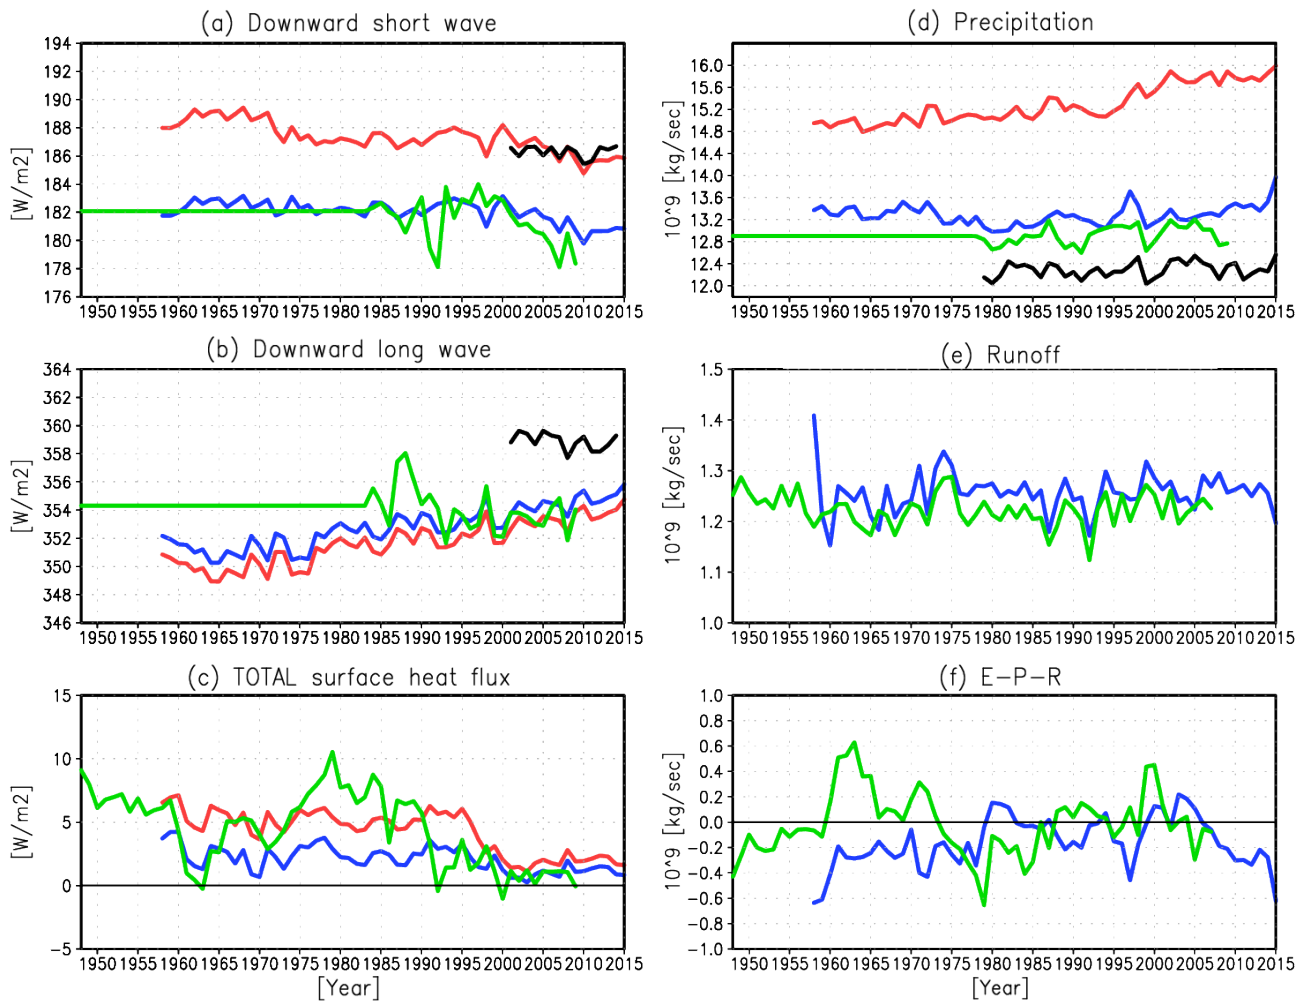 (a) Downward short wave
194
192
190
188
186
184
182
180
178
176
[W/m2]
1950 1955 1960 1965 1970 1975 1980 1985 1990 1995 2000 2005 2010 2015
(d) Precipitation
16.0
15.6
15.2
14.8
14.4
14.0
13.6
13.2
12.8
12.4
12.0
10^9 [kg/sec]
1950 1955 1960 1965 1970 1975 1980 1985 1990 1995 2000 2005 2010 2015
(b) Downward long wave
364
362
360
358
356
354
352
350
348
346
[W/m2]
1950 1955 1960 1965 1970 1975 1980 1985 1990 1995 2000 2005 2010 2015
(e) Runoff
1.5
1.4
1.3
1.2
1.1
1.0
10^9 [kg/sec]
1950 1955 1960 1965 1970 1975 1980 1985 1990 1995 2000 2005 2010 2015
(c) TOTAL surface heat flux
15
10
5
0
-5
[W/m2]
1950 1955 1960 1965 1970 1975 1980 1985 1990 1995 2000 2005 2010 2015
[Year]
(f) E-P-R
1.0
0.8
0.6
0.4
0.2
0.0
-0.2
-0.4
-0.6
-0.8
-1.0
10^9 [kg/sec]
1950 1955 1960 1965 1970 1975 1980 1985 1990 1995 2000 2005 2010 2015
[Year]